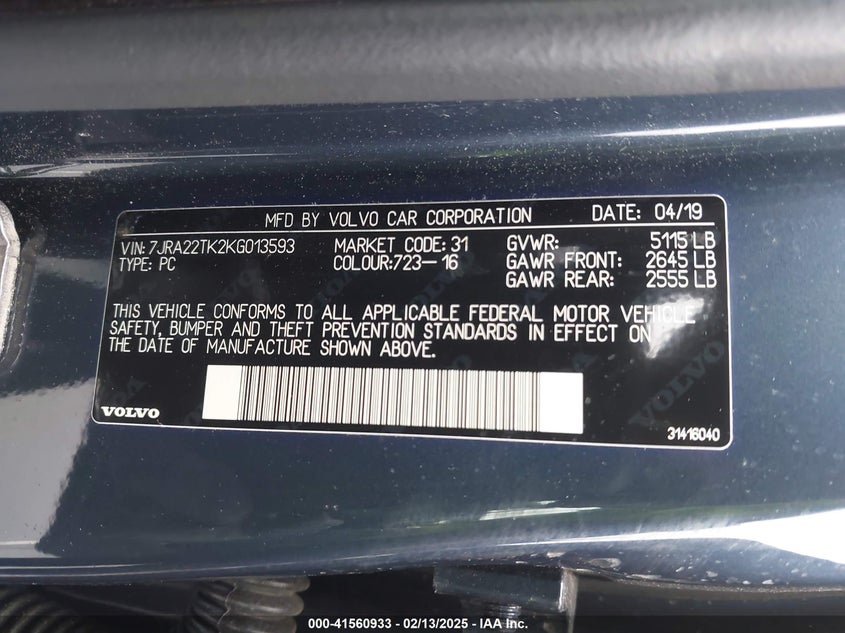 MFD BY VOLVO CAR CORPORATION DATE: 04/19
VIN: 7JRA22TK2KG013593 MARKET CODE: 31 GVWR: 5115 LB
TYPE: PC COLOUR:723-16 GAWR FRONT: 2645 LB
GAWR REAR: 2555 LB
THIS VEHICLE CONFORMS TO ALL APPLICABLE FEDERAL MOTOR VEHICLE
SAFETY, BUMPER AND THEFT PREVENTION STANDARDS IN EFFECT ON
THE DATE OF MANUFACTURE SHOWN ABOVE.
VOLVO
VOLVO
31416040
000-41560933 - 02/13/2025 - IAA Inc.